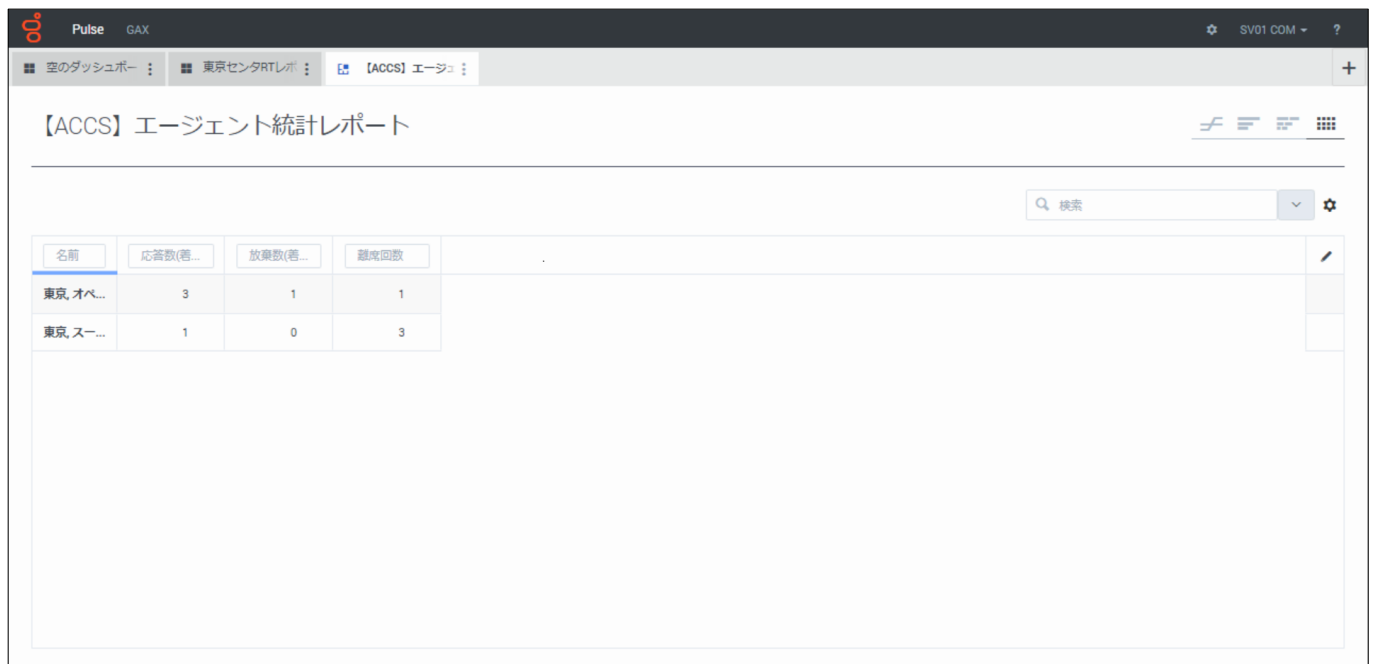 Pulse GAX SV01 COM ?
空のダッシュボー 東京センタRTレポ 【ACCS】エージェ +
【ACCS】エージェント統計レポート
検索
名前 応答数(着... 放棄数(着... 離席回数
東京, オペ... 3 1 1
東京, スー... 1 0 3